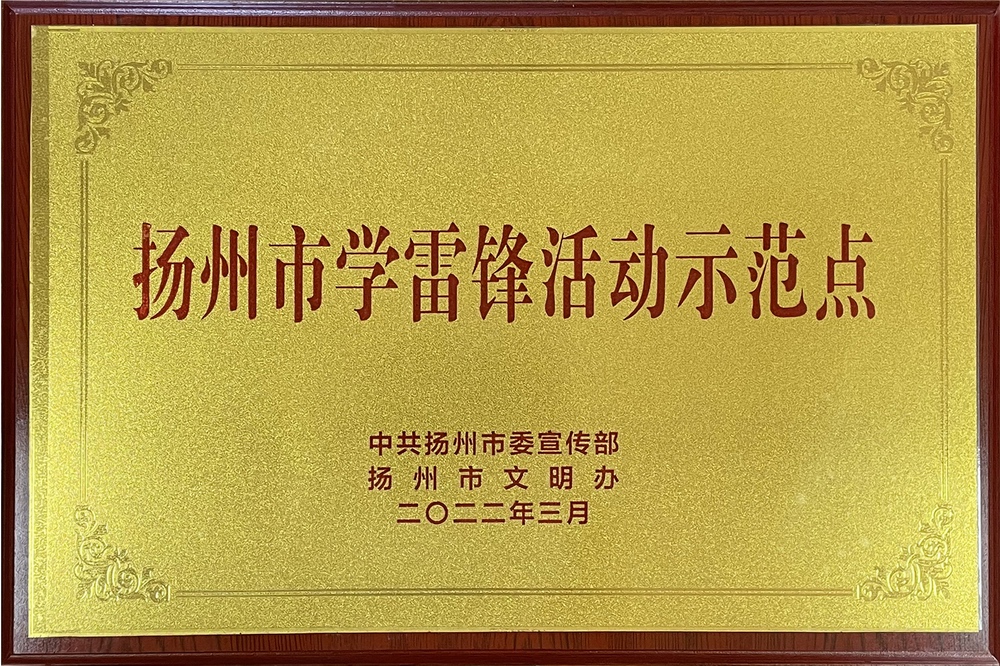 扬州市学雷锋活动示范点
中共扬州市委宣传部
扬州市文明办
二〇二二年三月